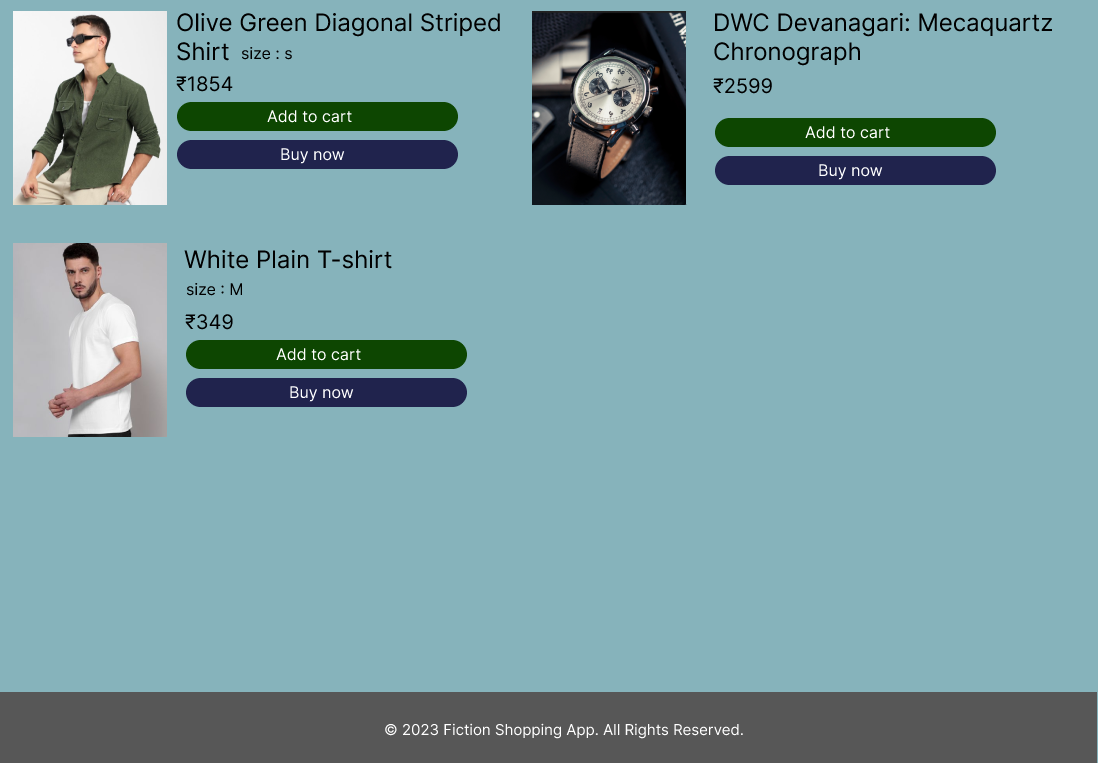 Olive Green Diagonal Striped
Shirt size : s
₹1854
Add to cart
Buy now
DWC Devanagari: Mecaquartz
Chronograph
₹2599
Add to cart
Buy now
White Plain T-shirt
size : M
₹349
Add to cart
Buy now
© 2023 Fiction Shopping App. All Rights Reserved.